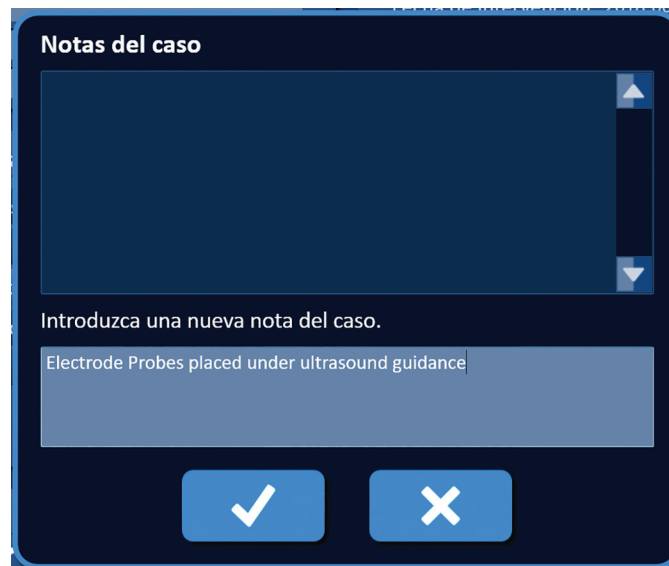 Notas del caso
Introduzca una nueva nota del caso.
Electrode Probes placed under ultrasound guidance